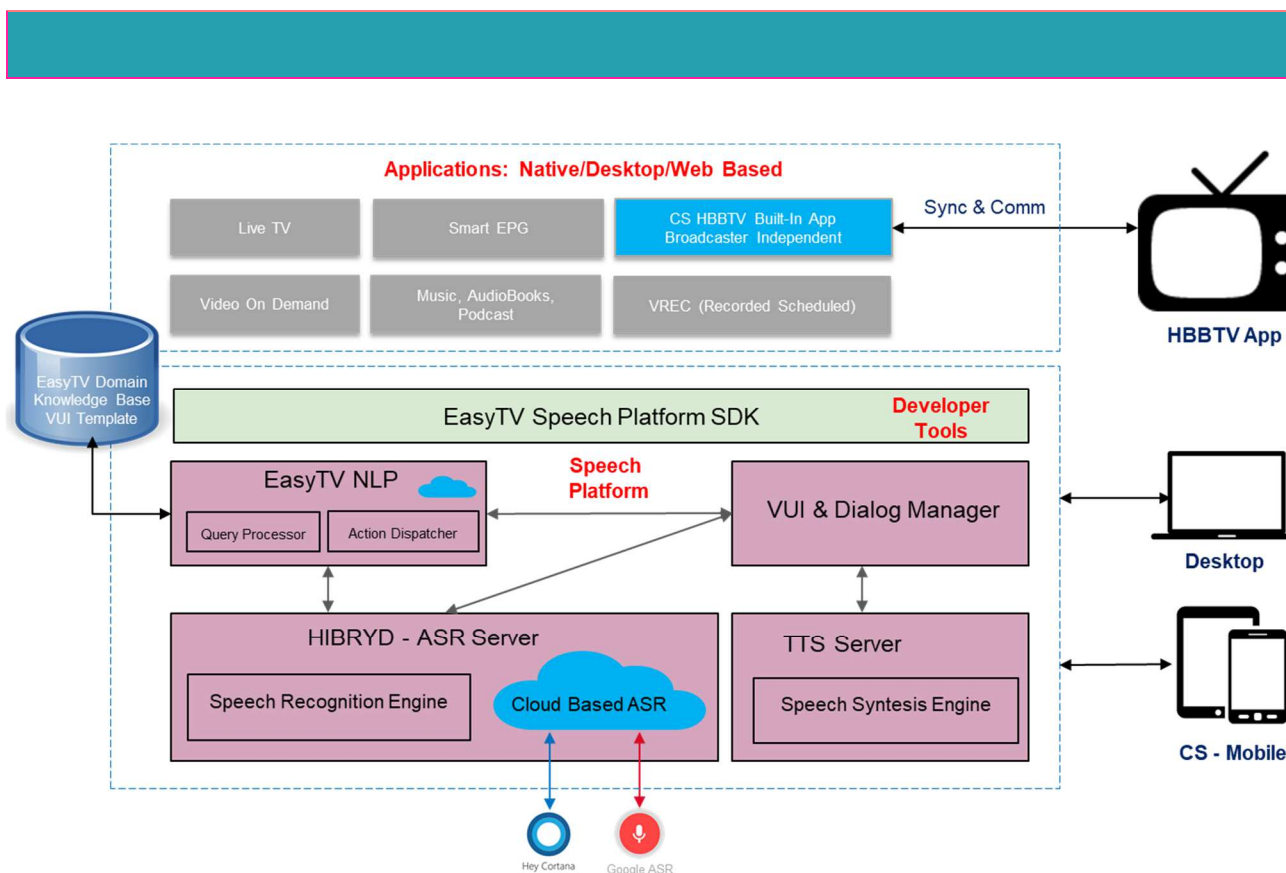 Applications: Native/Desktop/Web Based
Live TV
Smart EPG
CS HBBTV Built-In App
Broadcaster Independent
Sync & Comm
Video On Demand
Music, AudioBooks,
Podcast
VREC (Recorded Scheduled)
HBBTV App
EasyTV Domain
Knowledge Base
VUI Template
EasyTV Speech Platform SDK
Developer
Tools
EasyTV NLP
Query Processor
Action Dispatcher
Speech
Platform
VUI & Dialog Manager
Desktop
HIBRYD - ASR Server
Speech Recognition Engine
Cloud Based ASR
TTS Server
Speech Syntesis Engine
CS - Mobile
Hey Cortana
Google ASR